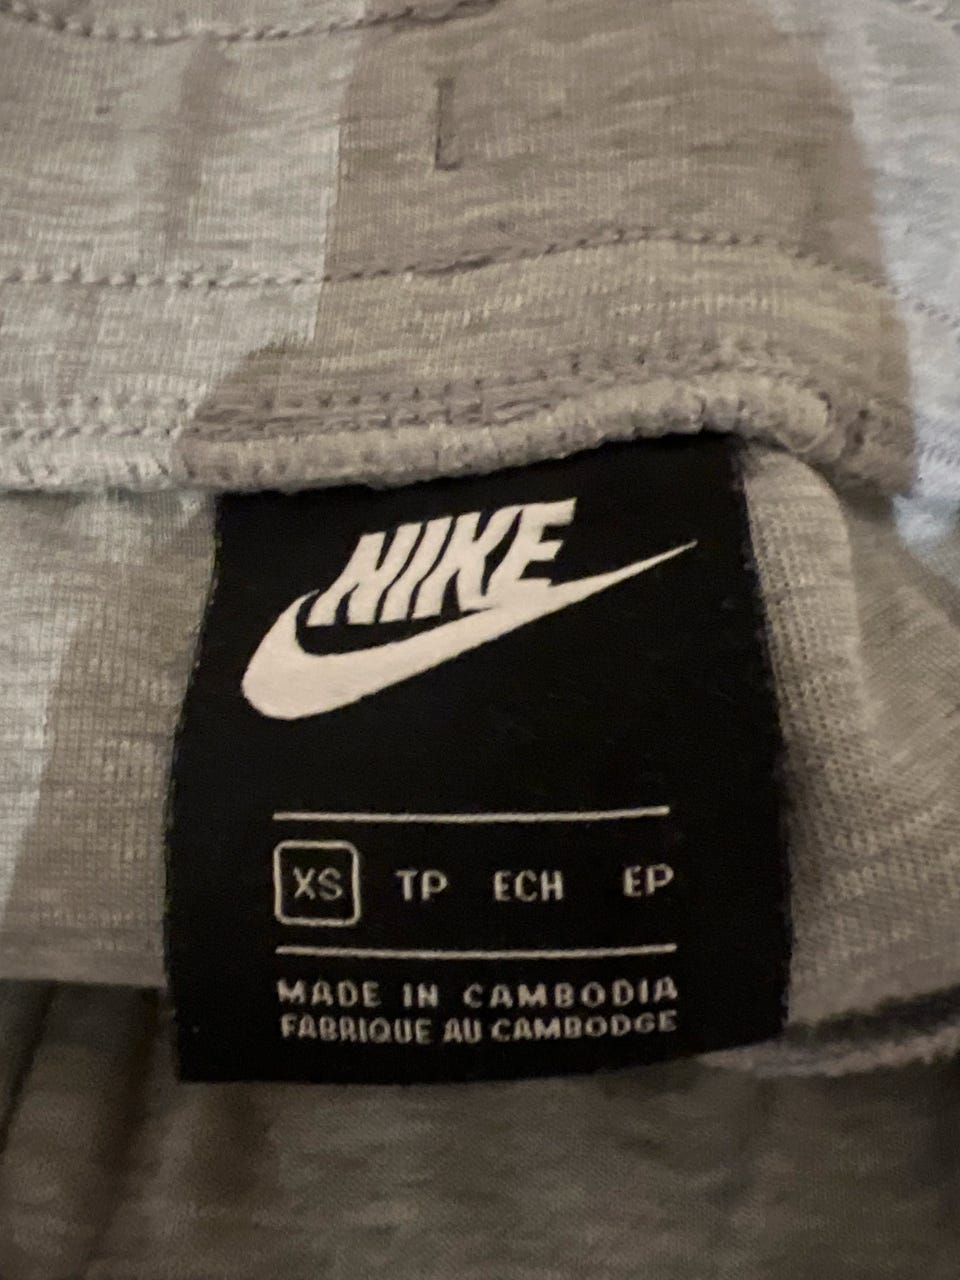 NIKE
XS TP ECH EP
MADE IN CAMBODIA
FABRIQUE AU CAMBODGE